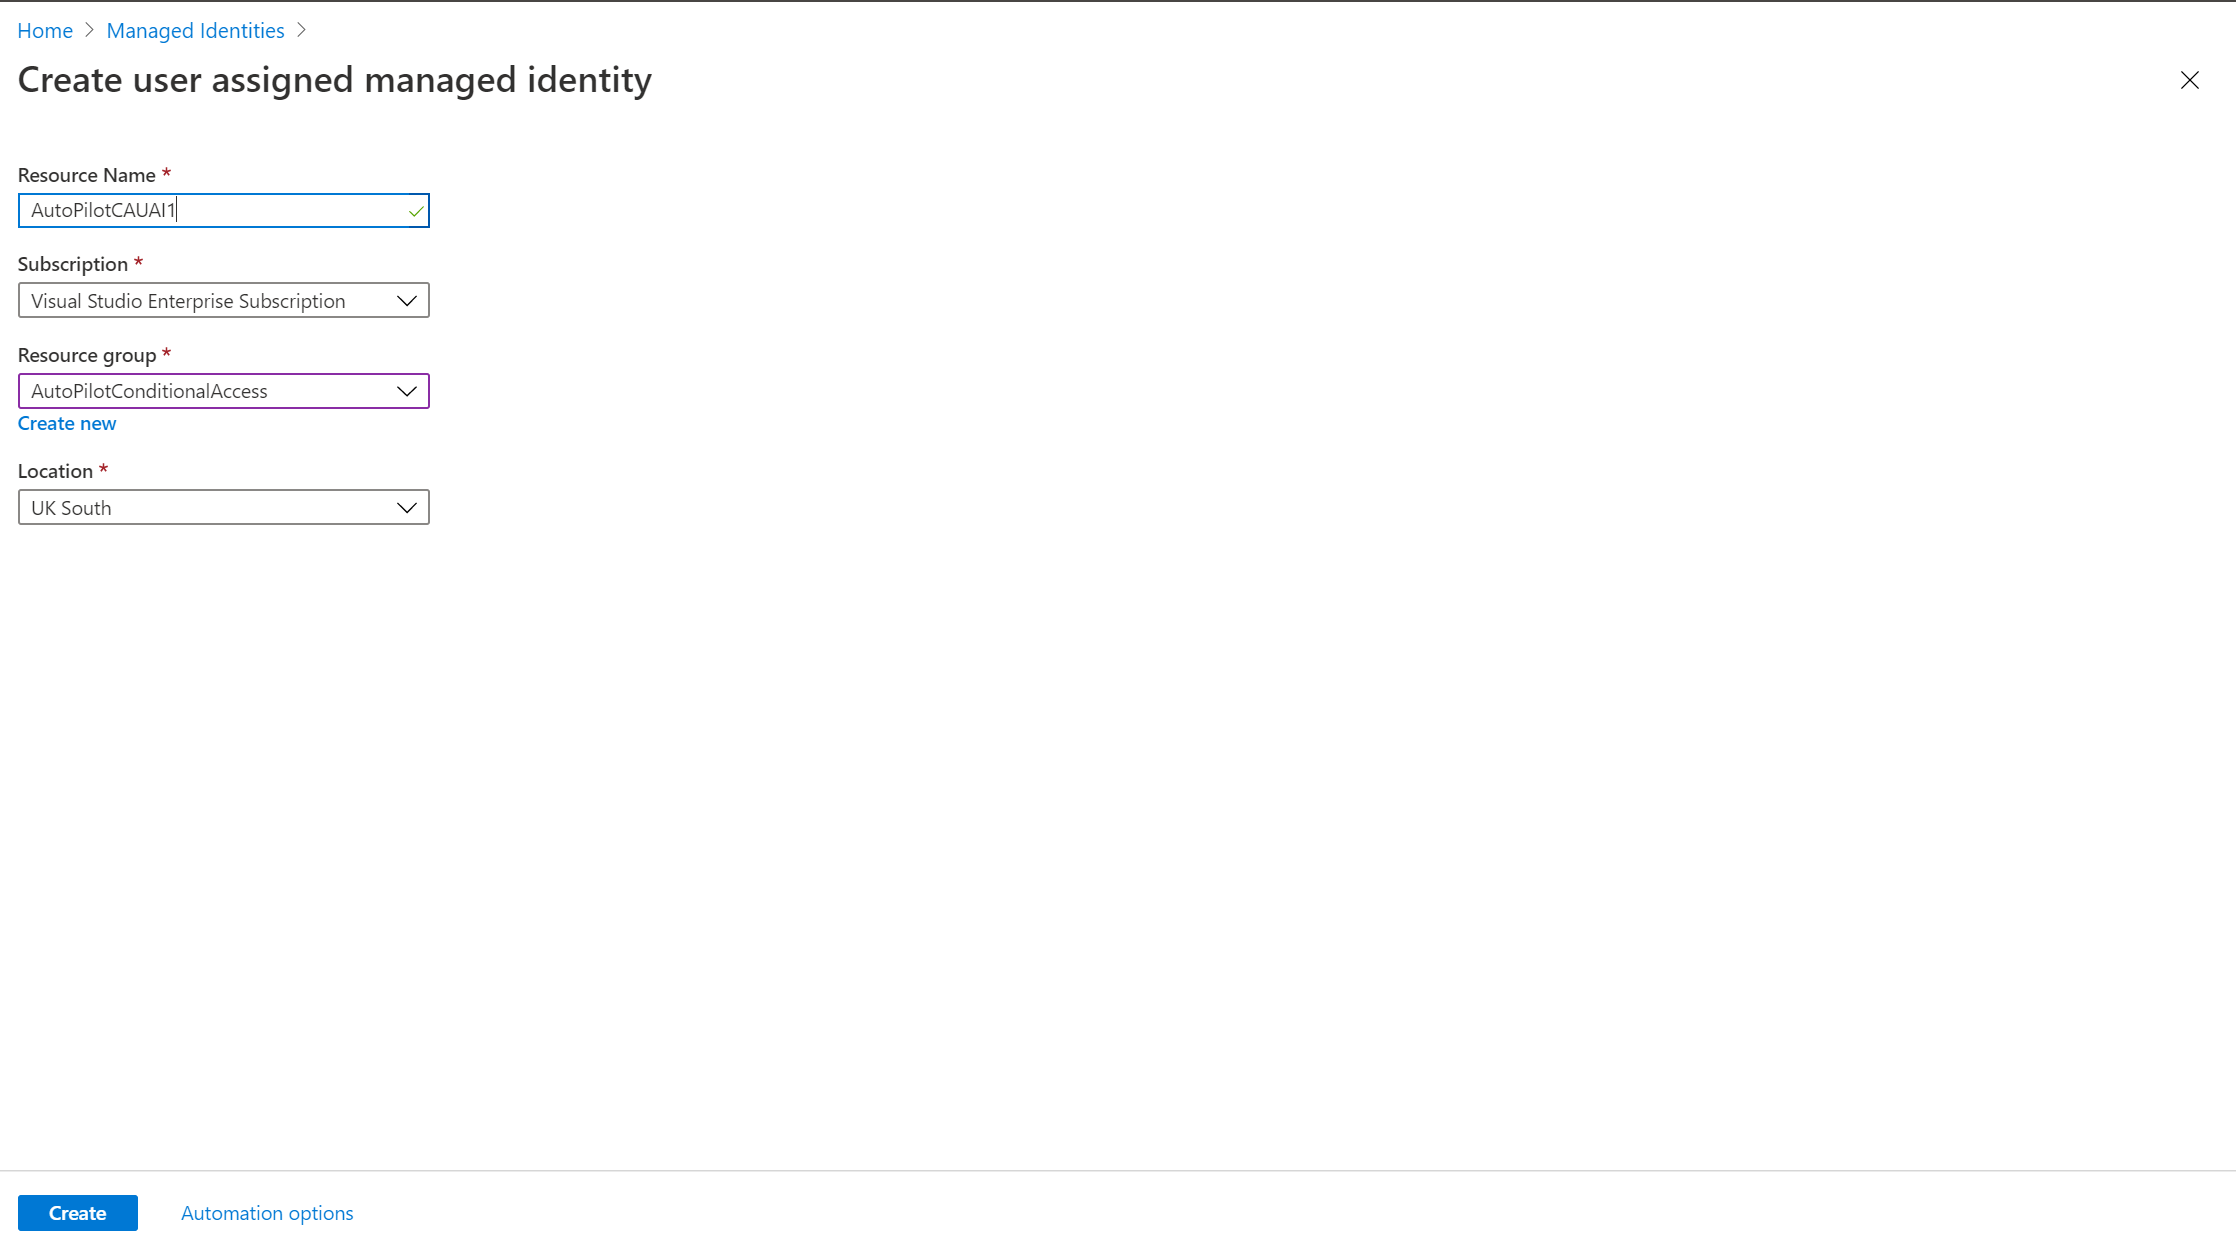 Home > Managed Identities >
Create user assigned managed identity
Resource Name *
AutoPilotCAUAI1
Subscription *
Visual Studio Enterprise Subscription
Resource group *
AutoPilotConditionalAccess
Create new
Location *
UK South
Create Automation options